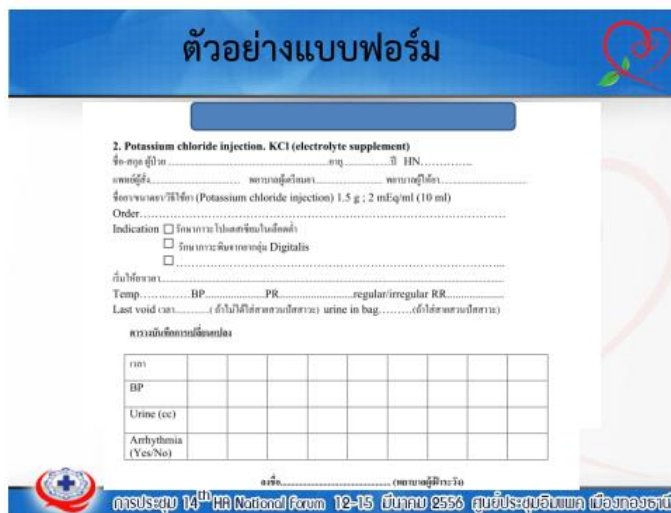 ตัวอย่างแบบฟอร์ม
2. Potassium chloride injection. KCl (electrolyte supplement)
ชื่อ-สกุล ผู้ป่วย ............................................อายุ..............ปี HN..............
แพทย์ผู้สั่ง...................... พยาบาลผู้เตรียมยา...................... พยาบาลผู้ให้ยา..............................
ชื่อยา/ขนาดยา/วิธีใช้ยา (Potassium chloride injection) 1.5 g ; 2 mEq/ml (10 ml)
Order..............................................................................
Indication ☐ รักษาภาวะโปแตสเซียมในเลือดต่ำ
☐ รักษาภาวะพิษจากยากลุ่ม Digitalis
☐ ..............................................................................
เริ่มให้ยาเวลา..............................................................................
Temp..............BP....................PR........................regular/irregular RR....................
Last void เวลา............( ถ้าไม่ได้ใส่สายสวนปัสสาวะ) urine in bag.........(ถ้าใส่สายสวนปัสสาวะ)
ตารางบันทึกการเปลี่ยนแปลง
เวลา
BP
Urine (cc)
Arrhythmia
(Yes/No)
ลงชื่อ........................................ (พยาบาลผู้เฝ้าระวัง)
การประชุม 14th HA National Forum 12-15 มีนาคม 2556 ศูนย์ประชุมอิมแพค เมืองทองธานี